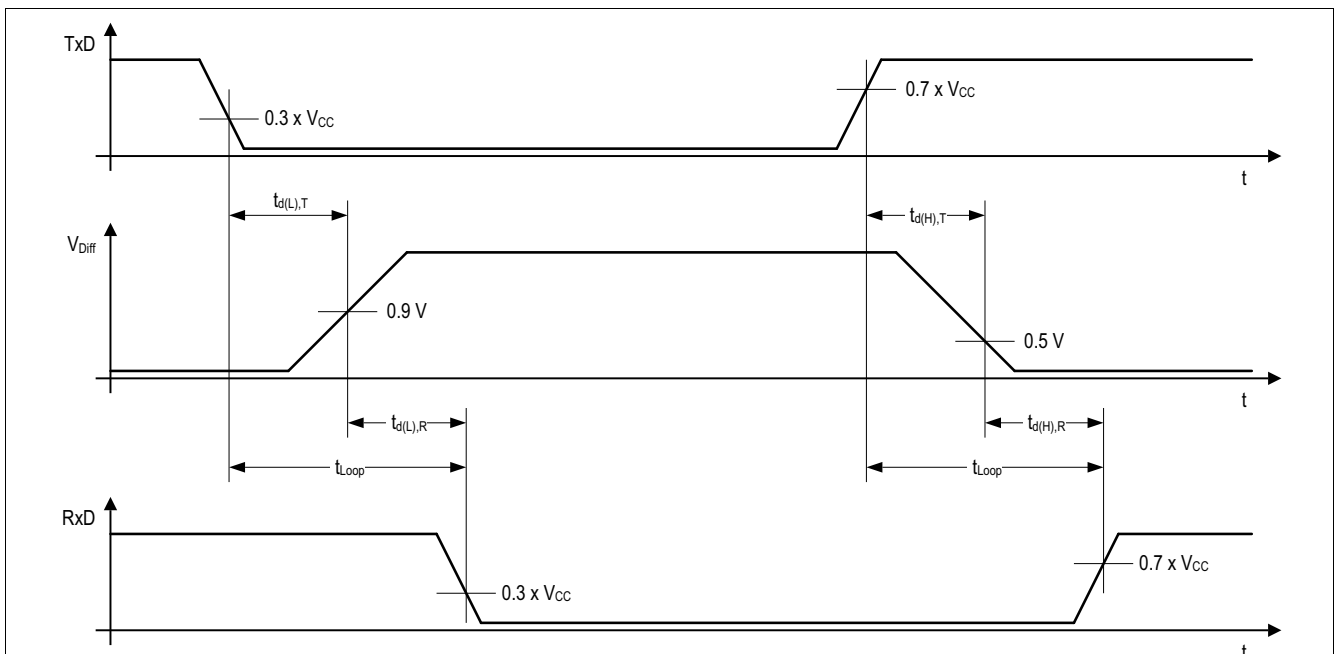 TxD
0.7 x VCC
0.3 x VCC
t
td(L),T
td(H),T
VDiff
0.9 V
0.5 V
t
td(L),R
td(H),R
tLoop
tLoop
RxD
0.7 x VCC
0.3 x VCC
t